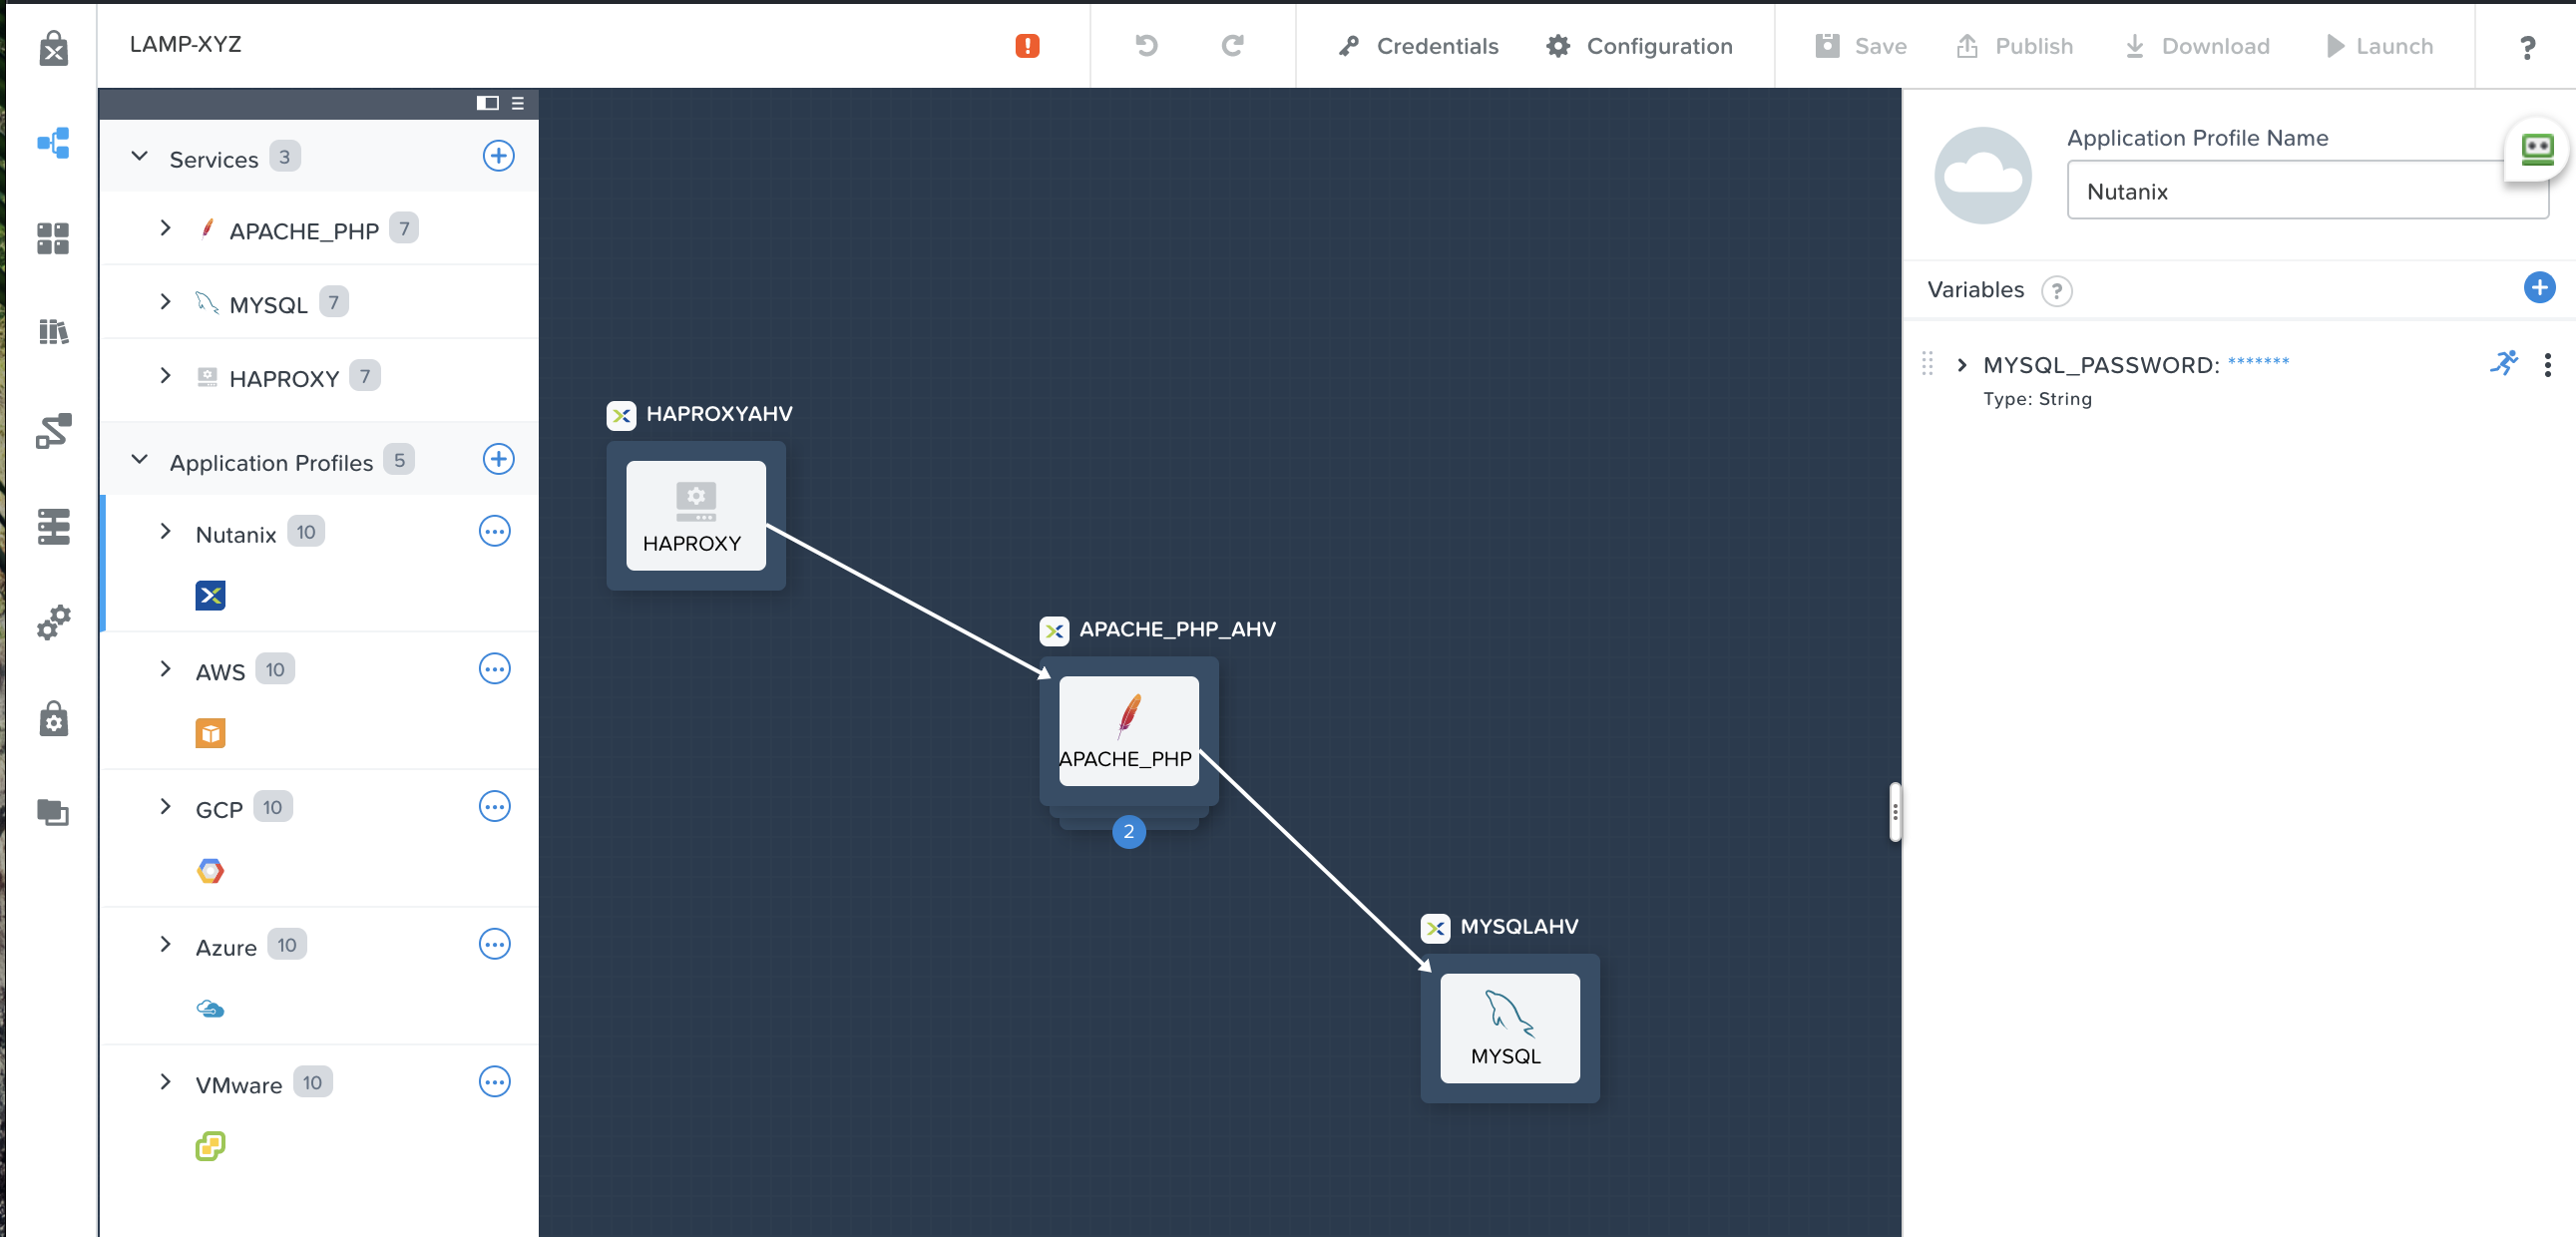 LAMP-XYZ
!
Credentials
Configuration
Save
Publish
Download
Launch
?
Services 3
APACHE_PHP 7
MYSQL 7
HAPROXY 7
Application Profiles 5
Nutanix 10
AWS 10
GCP 10
Azure 10
VMware 10
HAPROXYAHV
HAPROXY
APACHE_PHP_AHV
APACHE_PHP
2
MYSQLAHV
MYSQL
Application Profile Name
Nutanix
Variables ?
MYSQL_PASSWORD: *******
Type: String